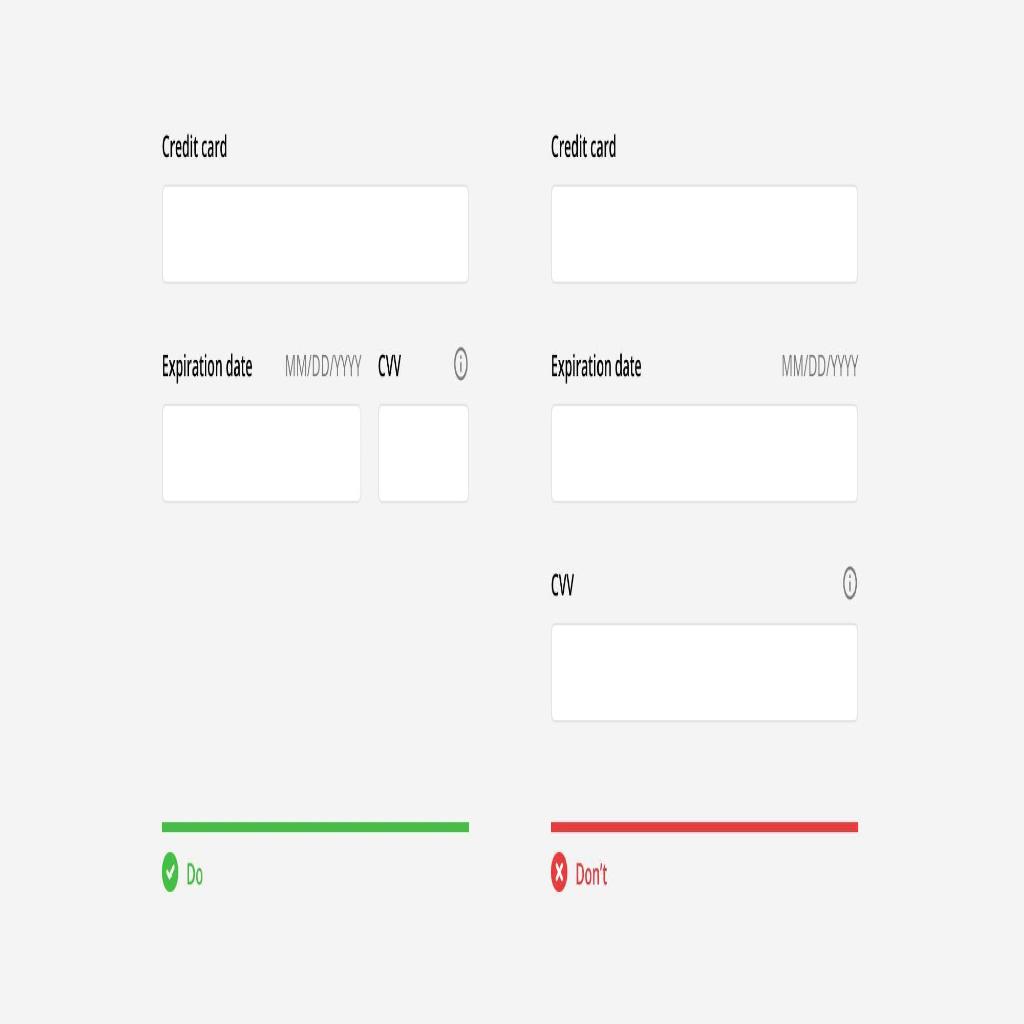 Credit card
Expiration date MM/DD/YYYY CVV
Do
Credit card
Expiration date MM/DD/YYYY
CVV
Don't